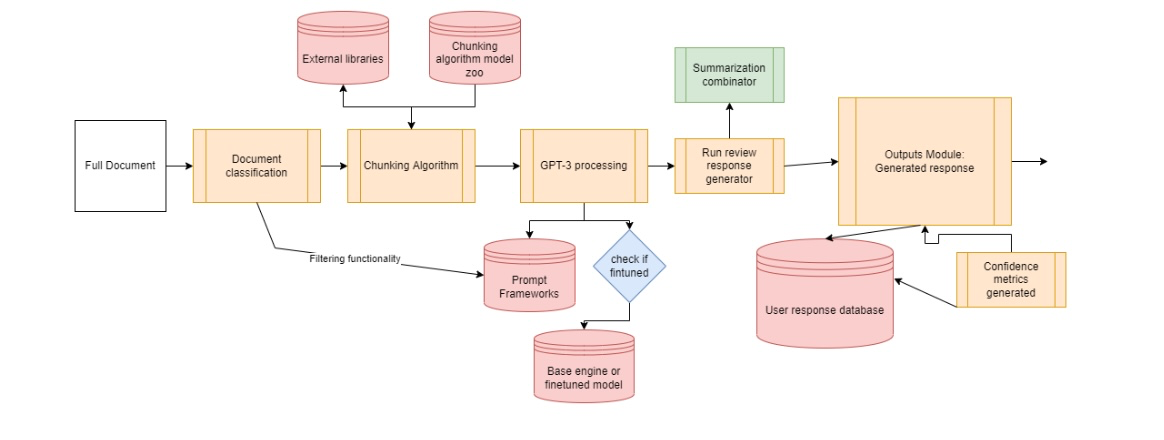 External libraries
Chunking
algorithm model
zoo
Summarization
combinator
Full Document
Document
classification
Chunking Algorithm
GPT-3 processing
Run review
response
generator
Outputs Module:
Generated response
Filtering functionality
Prompt
Frameworks
check if
fintuned
Confidence
metrics
generated
User response database
Base engine or
finetuned model